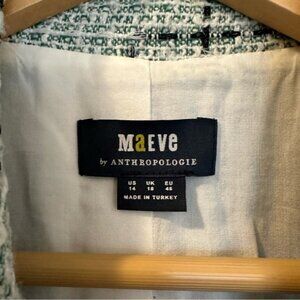 MaEVe
by ANTHROPOLOGIE
US UK EU
14 18 46
MADE IN TURKEY